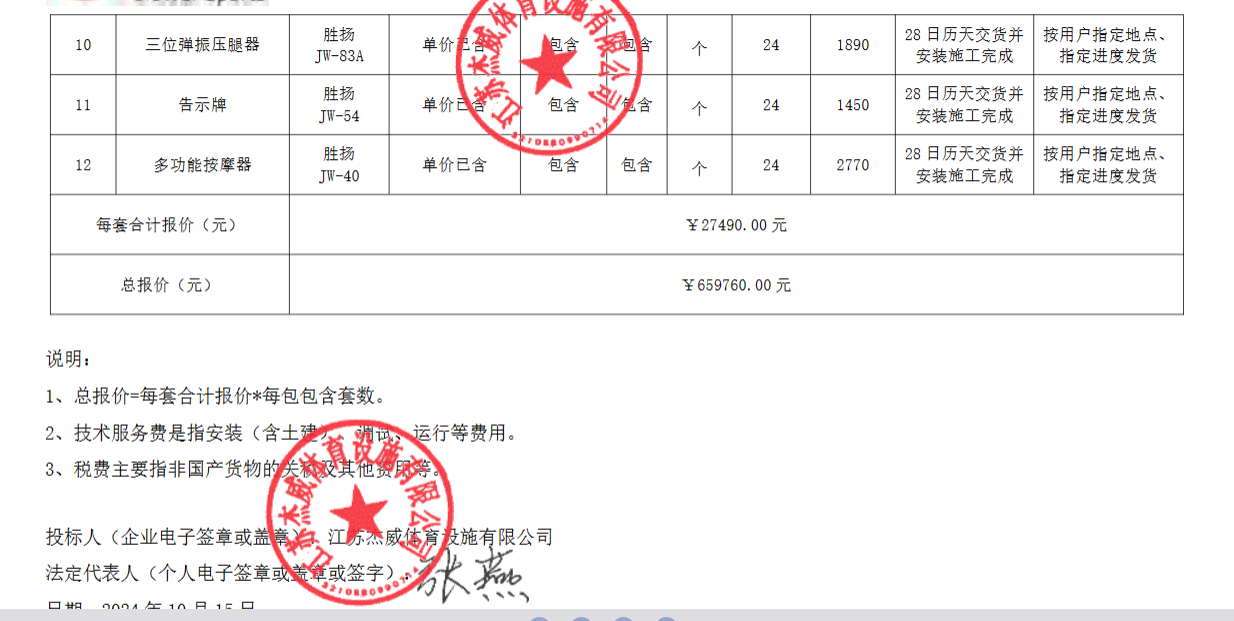 10 三位弹振压腿器 胜扬 JW-83A 单价已含 包含 包含 个 24 1890 28 日历天交货并安装施工完成 按用户指定地点、指定进度发货
11 告示牌 胜扬 JW-54 单价已含 包含 包含 个 24 1450 28 日历天交货并安装施工完成 按用户指定地点、指定进度发货
12 多功能按摩器 胜扬 JW-40 单价已含 包含 包含 个 24 2770 28 日历天交货并安装施工完成 按用户指定地点、指定进度发货
每套合计报价（元） ￥27490.00 元
总报价（元） ￥659760.00 元
江苏杰威体育设施有限公司
说明：
1、总报价=每套合计报价*每包包含套数。
2、技术服务费是指安装（含土建）、调试、运行等费用。
3、税费主要指非国产货物的关税及其他费用等。
投标人（企业电子签章或盖章）：江苏杰威体育设施有限公司
法定代表人（个人电子签章或盖章或签字）：张燕
日期 2024 年 10 月 15 日
江苏杰威体育设施有限公司